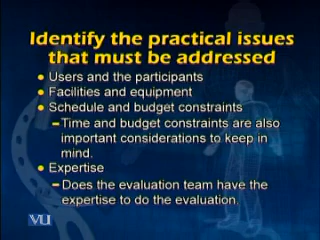 Identify the practical issues
that must be addressed
● Users and the participants
● Facilities and equipment
● Schedule and budget constraints
–Time and budget constraints are also
important considerations to keep in
mind.
● Expertise
–Does the evaluation team have the
expertise to do the evaluation.
VU